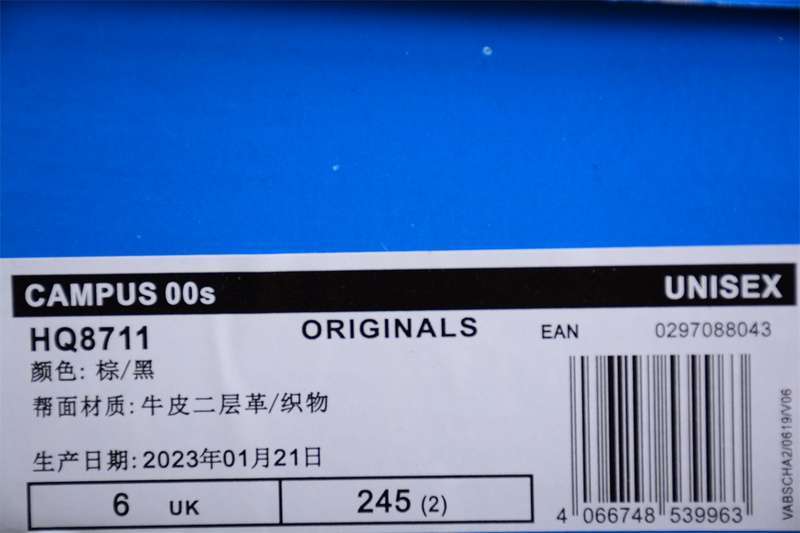 CAMPUS 00s UNISEX
HQ8711 ORIGINALS EAN 0297088043
颜色: 棕/黑
帮面材质: 牛皮二层革/织物
生产日期: 2023年01月21日
6 UK 245 (2)
4 066748 539963
VABSCHA2/0619/V06